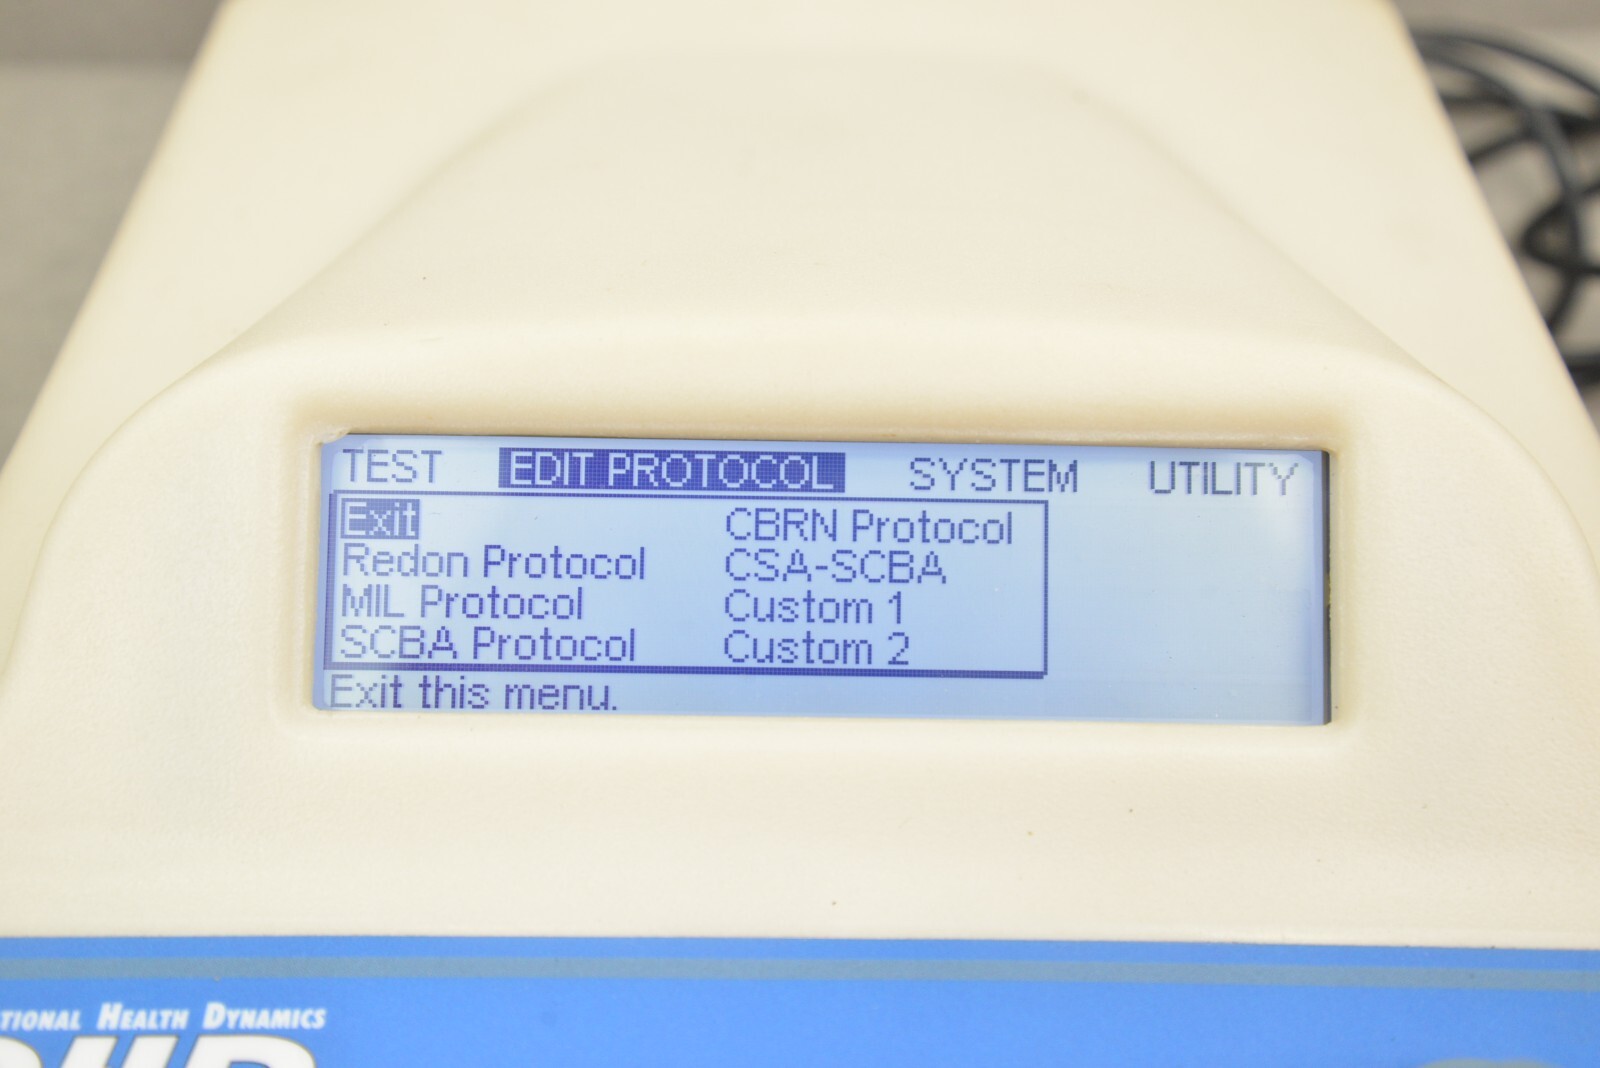 TEST EDIT PROTOCOL SYSTEM UTILITY
Exit CBRN Protocol
Redon Protocol CSA-SCBA
MIL Protocol Custom 1
SCBA Protocol Custom 2
Exit this menu.
TIONAL HEALTH DYNAMICS